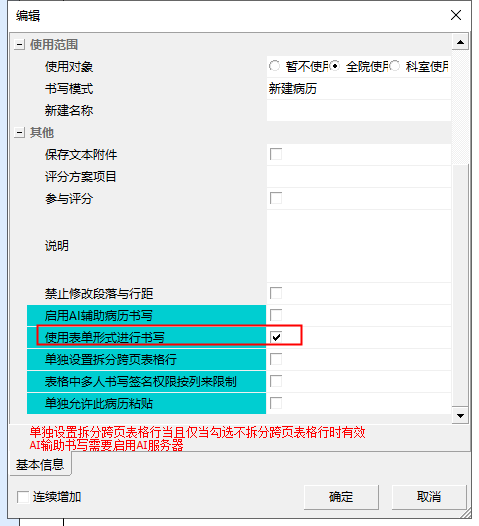 编辑
使用范围
使用对象 暂不使用 全院使用 科室使用
书写模式 新建病历
新建名称
其他
保存文本附件
评分方案项目
参与评分
说明
禁止修改段落与行距
启用AI辅助病历书写
使用表单形式进行书写
单独设置拆分跨页表格行
表格中多人书写签名权限按列来限制
单独允许此病历粘贴
单独设置拆分跨页表格行当且仅当勾选不拆分跨页表格行时有效
AI输助书写需要启用AI服务器
基本信息
连续增加 确定 取消